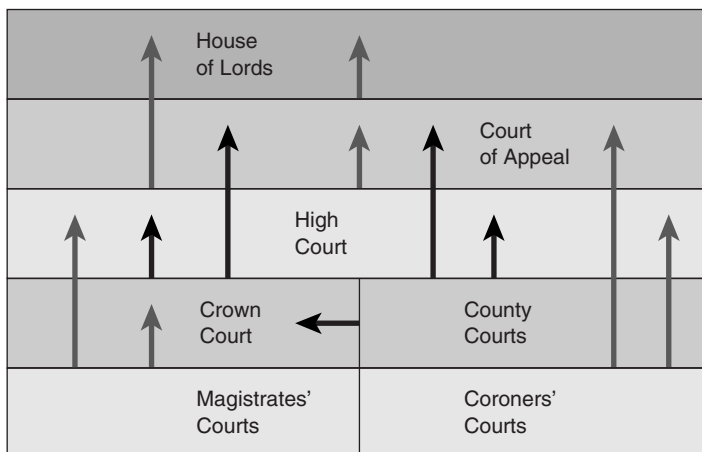 House
of Lords
Court
of Appeal
High
Court
Crown
Court
County
Courts
Magistrates'
Courts
Coroners'
Courts